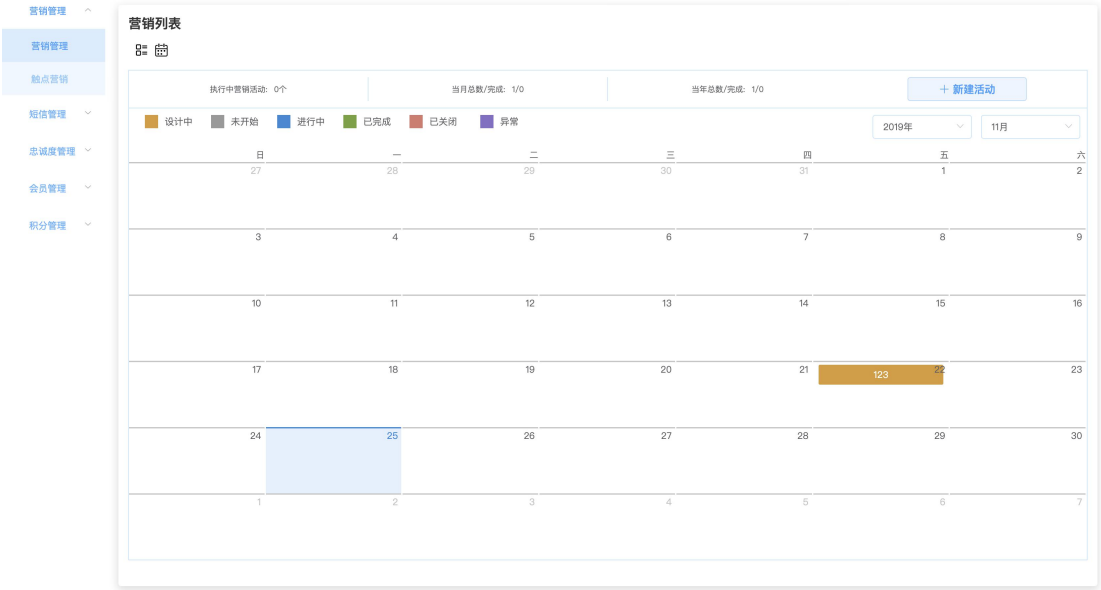 营销管理
营销管理
触点营销
短信管理
忠诚度管理
会员管理
积分管理
营销列表
执行中营销活动: 0个 当月总数/完成: 1/0 当年总数/完成: 1/0 + 新建活动
设计中 未开始 进行中 已完成 已关闭 异常 2019年 11月
日 一 二 三 四 五 六
27 28 29 30 31 1 2
3 4 5 6 7 8 9
10 11 12 13 14 15 16
17 18 19 20 21 22 23
123
24 25 26 27 28 29 30
1 2 3 4 5 6 7